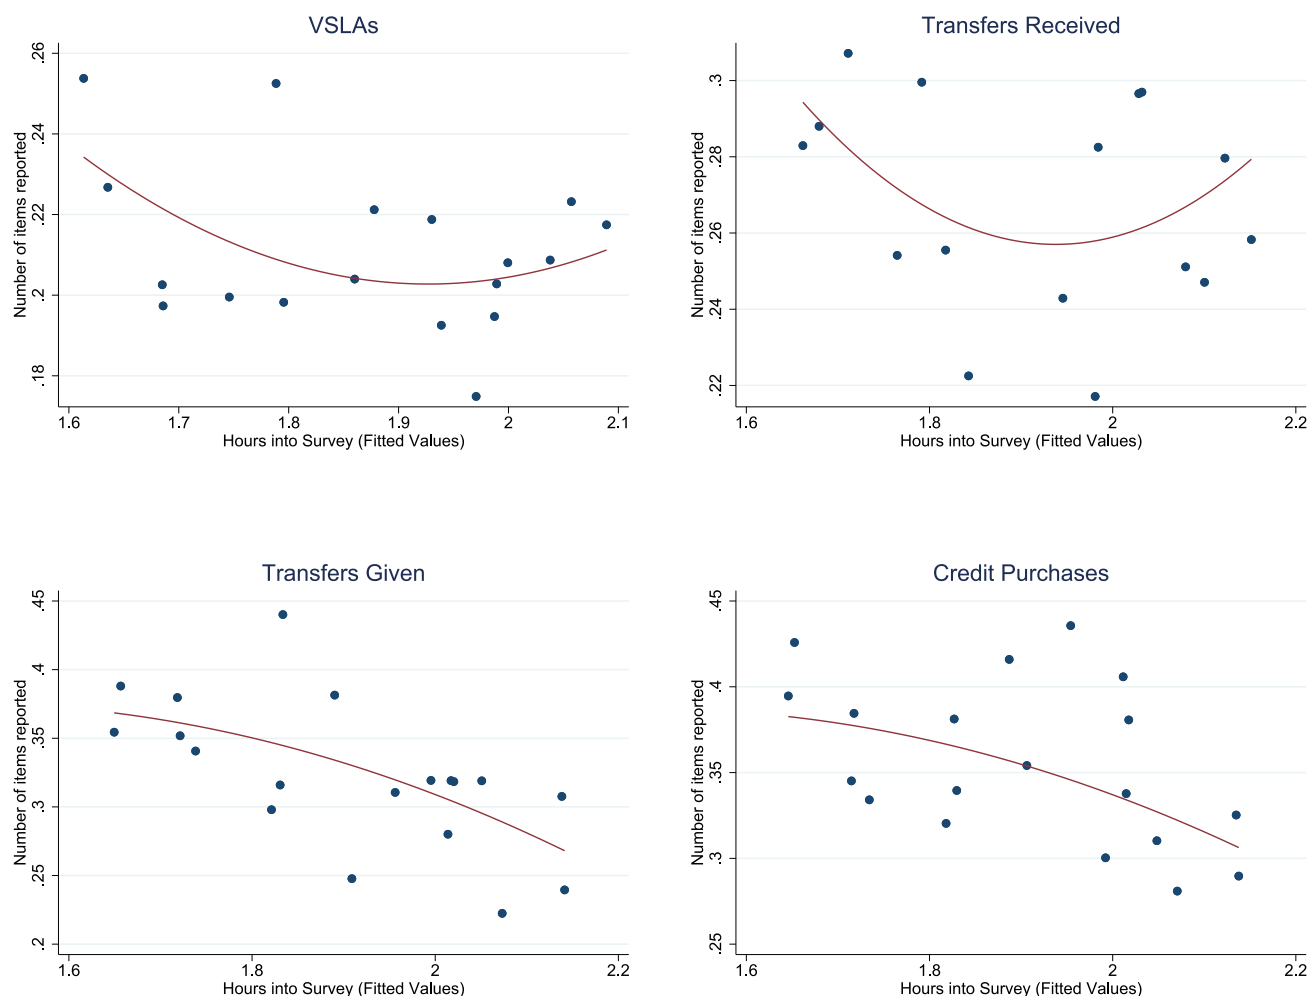 VSLAs
Number of items reported
.26
.24
.22
.2
.18
1.6 1.7 1.8 1.9 2 2.1
Hours into Survey (Fitted Values)
Transfers Received
Number of items reported
.3
.28
.26
.24
.22
1.6 1.8 2 2.2
Hours into Survey (Fitted Values)
Transfers Given
Number of items reported
.45
.4
.35
.3
.25
.2
1.6 1.8 2 2.2
Hours into Survey (Fitted Values)
Credit Purchases
Number of items reported
.45
.4
.35
.3
.25
1.6 1.8 2 2.2
Hours into Survey (Fitted Values)